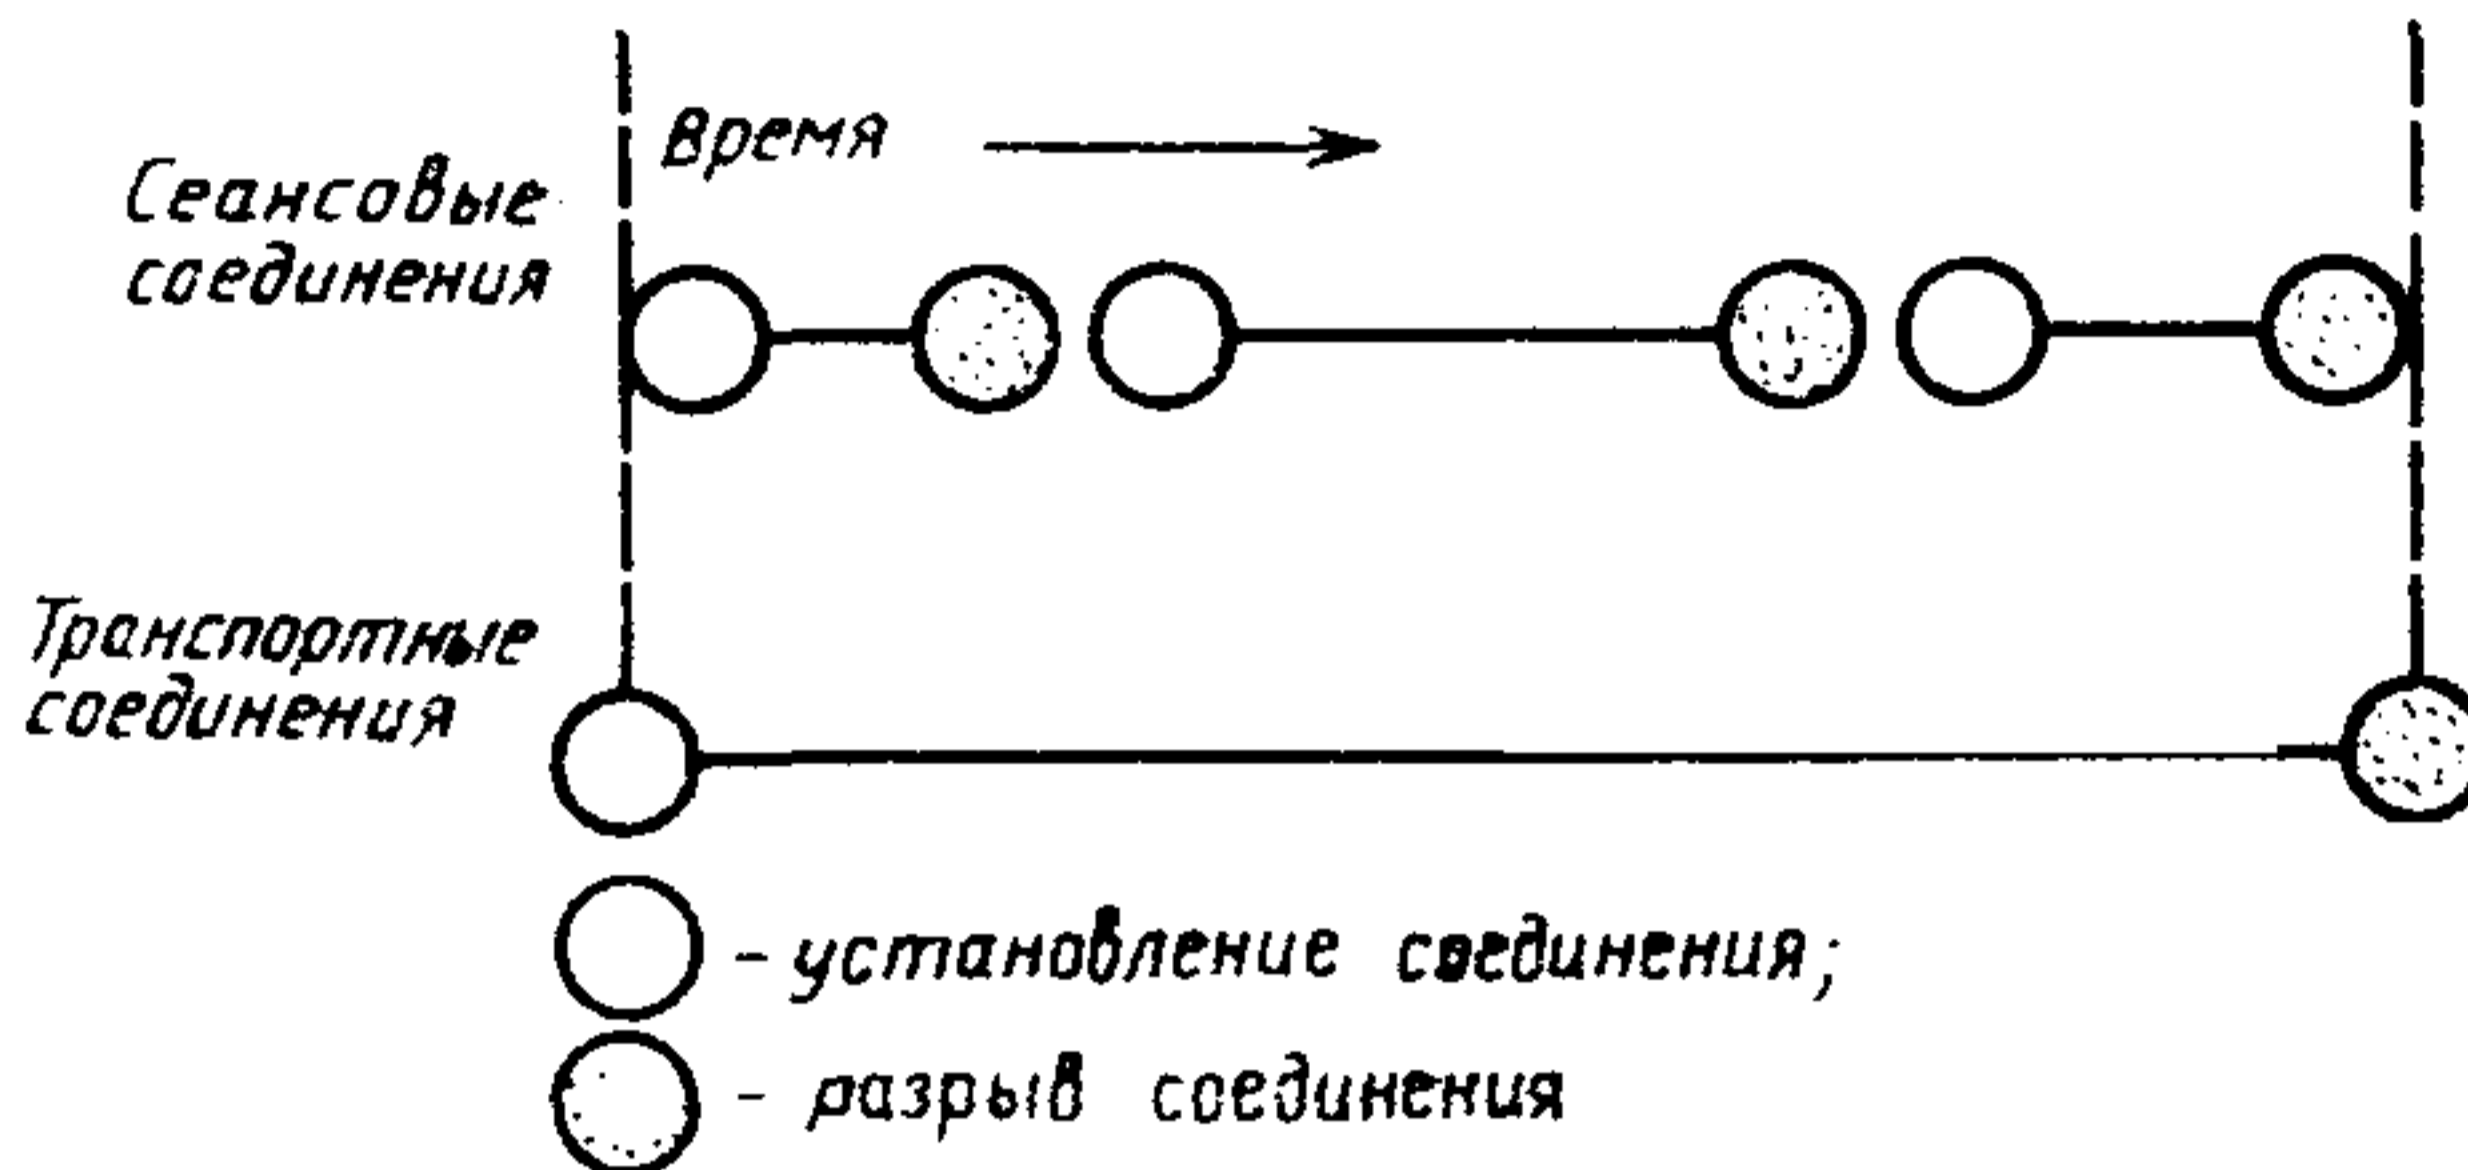 Время
Сеансовые
соединения
Транспортные
соединения
- установление соединения;
- разрыв соединения